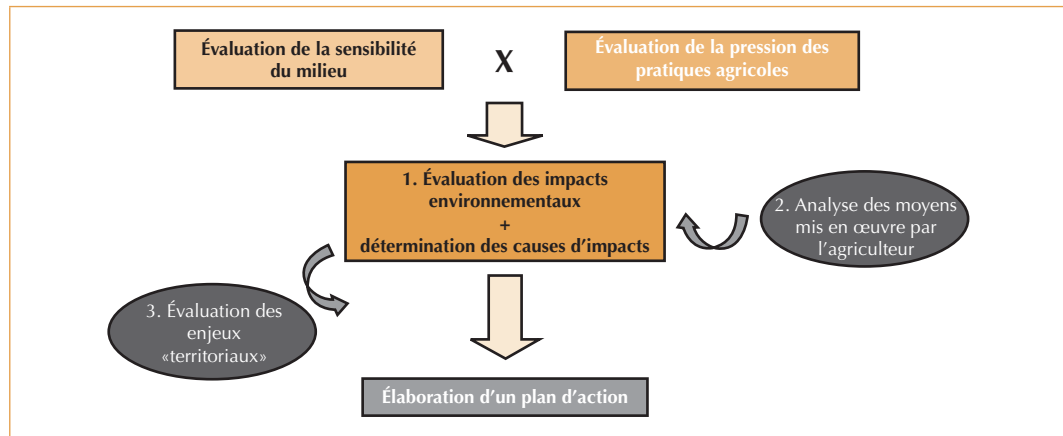 Évaluation de la sensibilité
du milieu
X
Évaluation de la pression des
pratiques agricoles
1. Évaluation des impacts
environnementaux
+
détermination des causes d’impacts
2. Analyse des moyens
mis en œuvre par
l’agriculteur
3. Évaluation des
enjeux
«territoriaux»
Élaboration d’un plan d’action